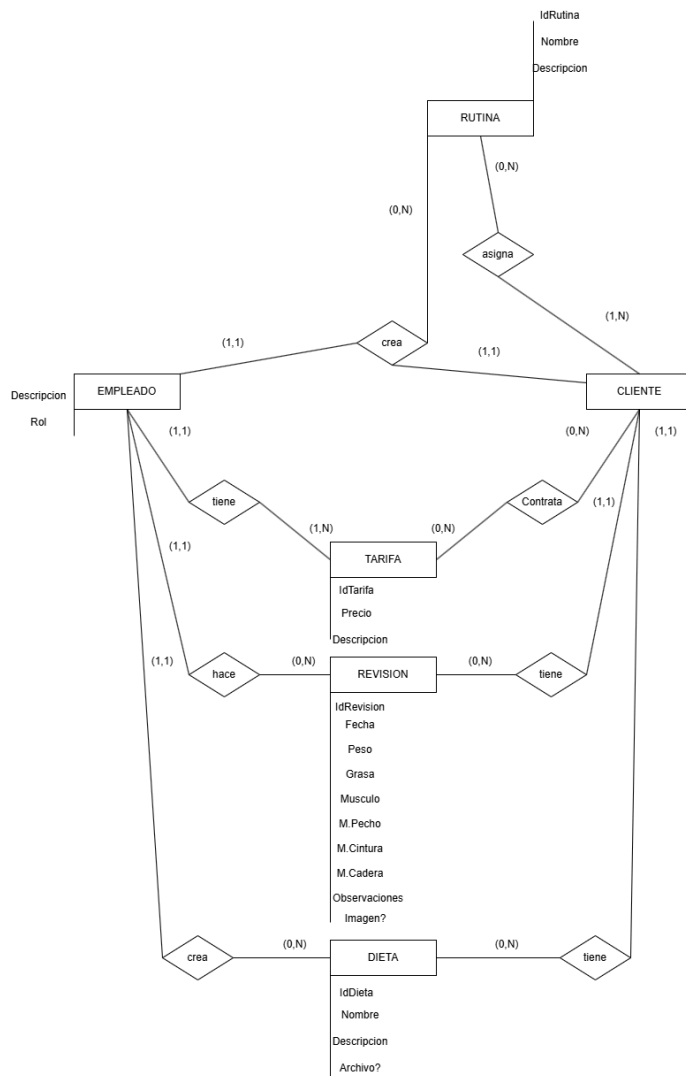 IdRutina
Nombre
Descripcion
RUTINA
(0,N)
(0,N)
asigna
(1,N)
(1,1)
crea
(1,1)
EMPLEADO
CLIENTE
Descripcion
Rol
(1,1)
(0,N)
(1,1)
tiene
Contrata
(1,1)
(1,N)
(0,N)
(1,1)
TARIFA
IdTarifa
Precio
Descripcion
(1,1)
hace
(0,N)
REVISION
(0,N)
tiene
IdRevision
Fecha
Peso
Grasa
Musculo
M.Pecho
M.Cintura
M.Cadera
Observaciones
Imagen?
crea
(0,N)
DIETA
(0,N)
tiene
IdDieta
Nombre
Descripcion
Archivo?